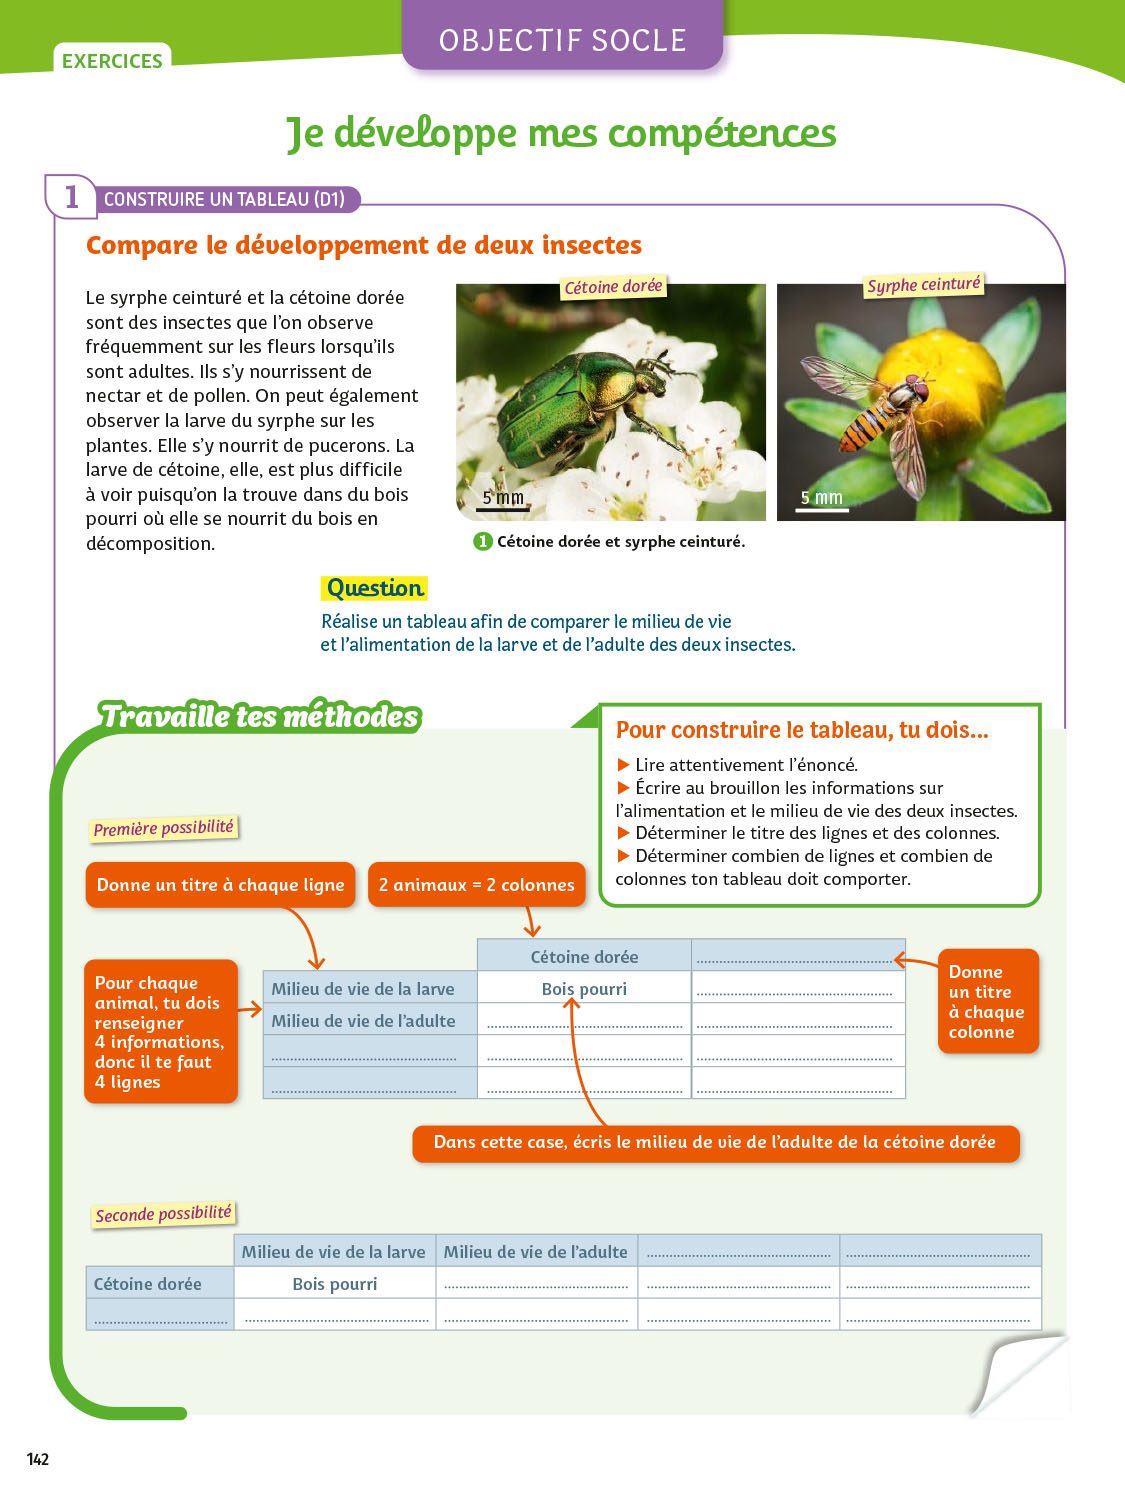 OBJECTIF SOCLE
EXERCICES
Je développe mes compétences
1 CONSTRUIRE UN TABLEAU (D1)
Compare le développement de deux insectes
Le syrphe ceinturé et la cétoine dorée
sont des insectes que l'on observe
fréquemment sur les fleurs lorsqu'ils
sont adultes. Ils s'y nourrissent de
nectar et de pollen. On peut également
observer la larve du syrphe sur les
plantes. Elle s'y nourrit de pucerons. La
larve de cétoine, elle, est plus difficile
à voir puisqu'on la trouve dans du bois
pourri où elle se nourrit du bois en
décomposition.
Cétoine dorée
Syrphe ceinturé
5 mm
5 mm
1 Cétoine dorée et syrphe ceinturé.
Question
Réalise un tableau afin de comparer le milieu de vie
et l'alimentation de la larve et de l'adulte des deux insectes.
Travaille tes méthodes
Pour construire le tableau, tu dois...
▶ Lire attentivement l'énoncé.
▶ Écrire au brouillon les informations sur
l'alimentation et le milieu de vie des deux insectes.
▶ Déterminer le titre des lignes et des colonnes.
▶ Déterminer combien de lignes et combien de
colonnes ton tableau doit comporter.
Première possibilité
Donne un titre à chaque ligne
2 animaux = 2 colonnes
Pour chaque
animal, tu dois
renseigner
4 informations,
donc il te faut
4 lignes
Cétoine dorée
Milieu de vie de la larve
Bois pourri
Milieu de vie de l'adulte
Donne
un titre
à chaque
colonne
Dans cette case, écris le milieu de vie de l'adulte de la cétoine dorée
Seconde possibilité
Milieu de vie de la larve
Milieu de vie de l'adulte
Cétoine dorée
Bois pourri
142